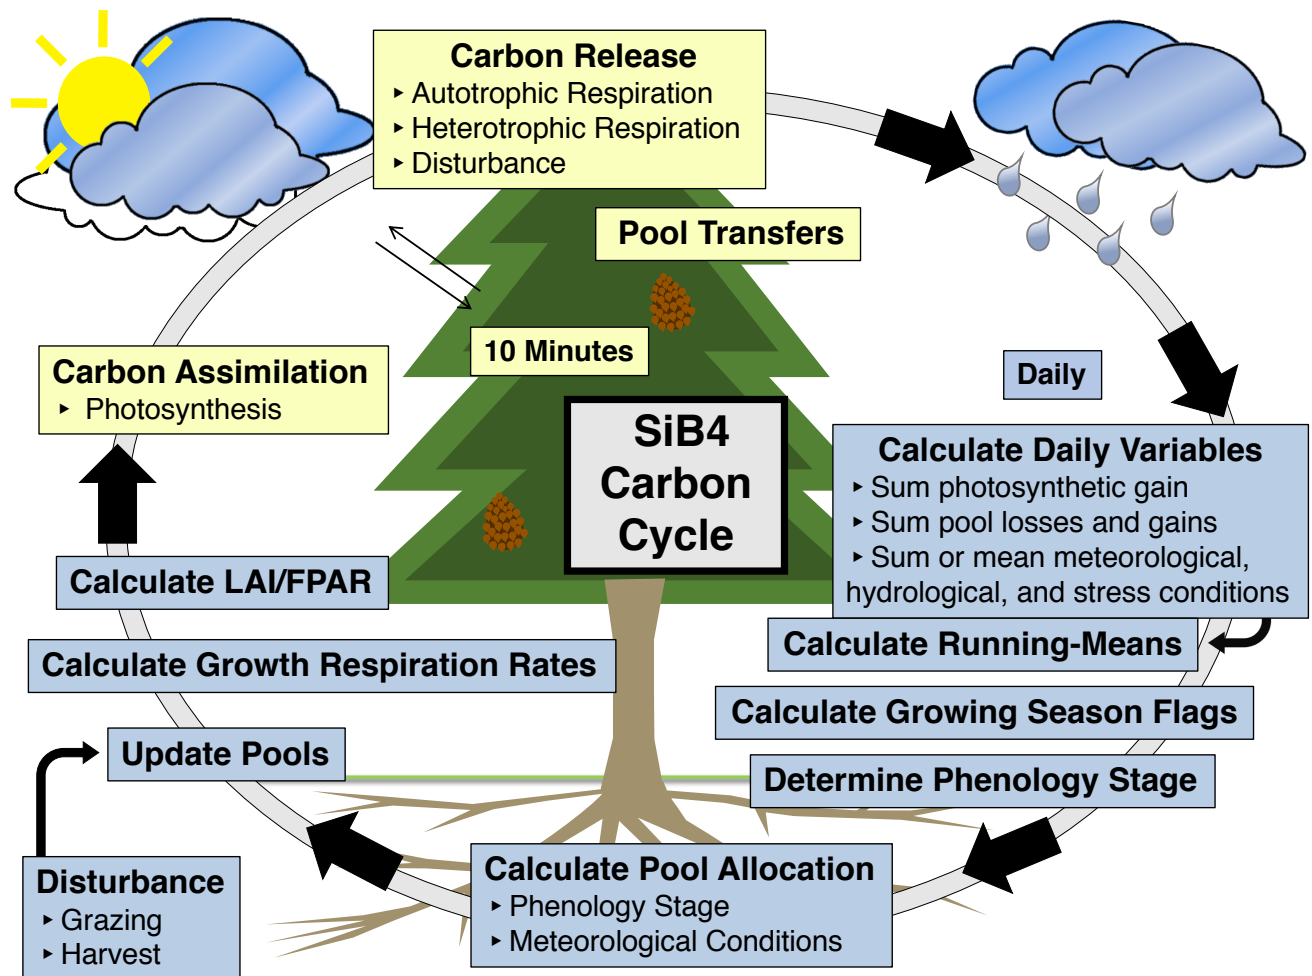 Carbon Release
‣ Autotrophic Respiration
‣ Heterotrophic Respiration
‣ Disturbance
Pool Transfers
10 Minutes
Carbon Assimilation
‣ Photosynthesis
SiB4
Carbon
Cycle
Daily
Calculate Daily Variables
‣ Sum photosynthetic gain
‣ Sum pool losses and gains
‣ Sum or mean meteorological,
hydrological, and stress conditions
Calculate Running-Means
Calculate Growing Season Flags
Determine Phenology Stage
Calculate Pool Allocation
‣ Phenology Stage
‣ Meteorological Conditions
Disturbance
‣ Grazing
‣ Harvest
Update Pools
Calculate Growth Respiration Rates
Calculate LAI/FPAR